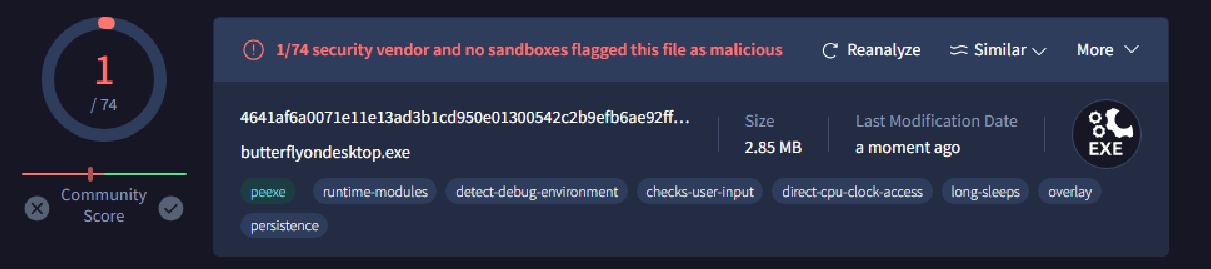 1
/ 74
Community
Score
1/74 security vendor and no sandboxes flagged this file as malicious
Reanalyze
Similar
More
4641af6a0071e11e13ad3b1cd950e01300542c2b9efb6ae92ff...
butterflyondesktop.exe
Size
2.85 MB
Last Modification Date
a moment ago
EXE
peexe
runtime-modules
detect-debug-environment
checks-user-input
direct-cpu-clock-access
long-sleeps
overlay
persistence